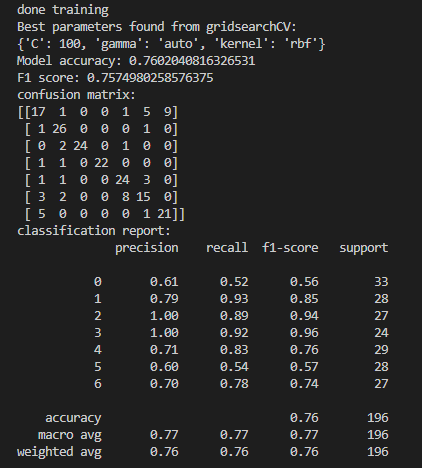 done training
Best parameters found from gridsearchCV:
{'C': 100, 'gamma': 'auto', 'kernel': 'rbf'}
Model accuracy: 0.7602040816326531
F1 score: 0.7574980258576375
confusion matrix:
[[17  1  0  0  1  5  9]
 [ 1 26  0  0  0  1  0]
 [ 0  2 24  0  1  0  0]
 [ 1  1  0 22  0  0  0]
 [ 1  1  0  0 24  3  0]
 [ 3  2  0  0  8 15  0]
 [ 5  0  0  0  0  1 21]]
classification report:
              precision    recall  f1-score   support

           0       0.61      0.52      0.56        33
           1       0.79      0.93      0.85        28
           2       1.00      0.89      0.94        27
           3       1.00      0.92      0.96        24
           4       0.71      0.83      0.76        29
           5       0.60      0.54      0.57        28
           6       0.70      0.78      0.74        27

    accuracy                           0.76       196
   macro avg       0.77      0.77      0.77       196
weighted avg       0.76      0.76      0.76       196